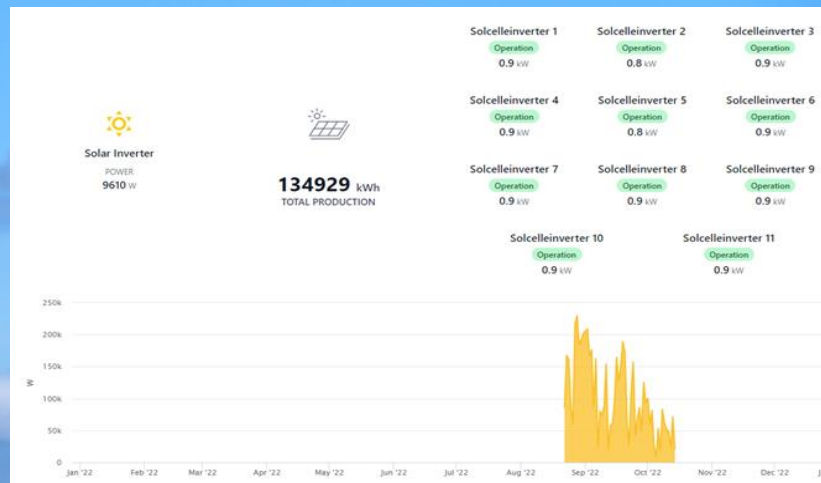 Solcelleinverter 1 Solcelleinverter 2 Solcelleinverter 3
Operation Operation Operation
0.9 kW 0.8 kW 0.9 kW
Solcelleinverter 4 Solcelleinverter 5 Solcelleinverter 6
Operation Operation Operation
0.9 kW 0.8 kW 0.9 kW
Solar Inverter
POWER
9610 W
134929 kWh
TOTAL PRODUCTION
Solcelleinverter 7 Solcelleinverter 8 Solcelleinverter 9
Operation Operation Operation
0.9 kW 0.9 kW 0.9 kW
Solcelleinverter 10 Solcelleinverter 11
Operation Operation
0.9 kW 0.9 kW
250k
200k
150k
W
100k
50k
0
Jan '22 Feb '22 Mar '22 Apr '22 May '22 Jun '22 Jul '22 Aug '22 Sep '22 Oct '22 Nov '22 Dec '22